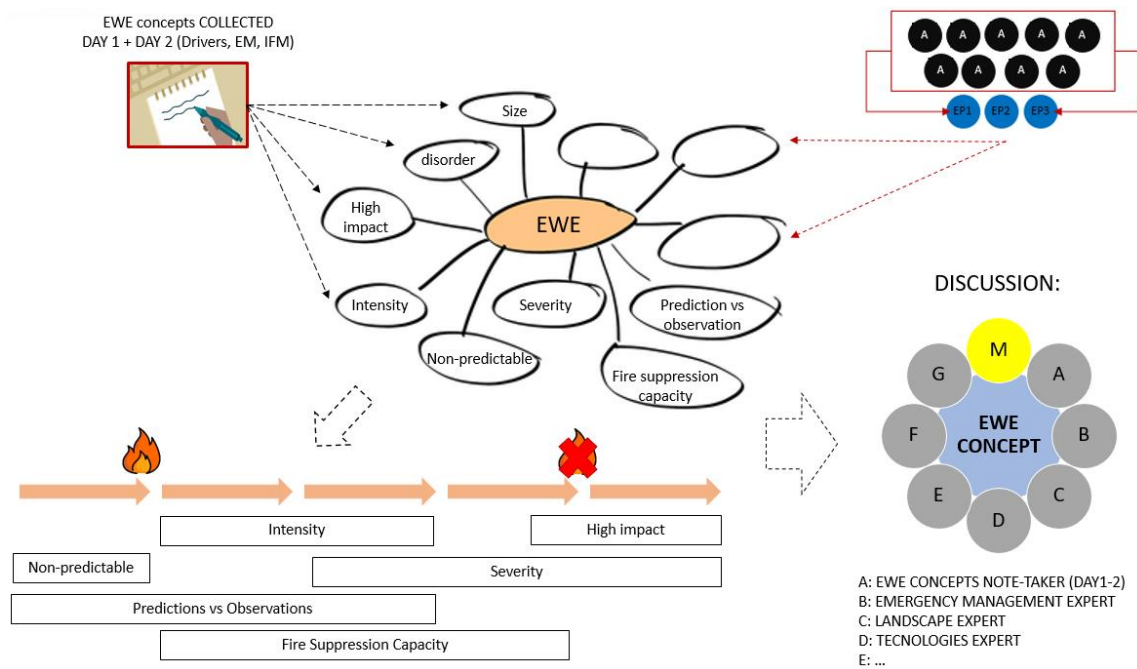 EWE concepts COLLECTED
DAY 1 + DAY 2 (Drivers, EM, IFM)
A A A A A
A A A A
EP1 EP2 EP3
Size
disorder
High
impact
EWE
Intensity
Severity
Prediction vs
observation
Non-predictable
Fire suppression
capacity
DISCUSSION:
M
G
A
F
EWE
CONCEPT
B
E
C
D
Intensity
High impact
Non-predictable
Severity
Predictions vs Observations
Fire Suppression Capacity
A: EWE CONCEPTS NOTE-TAKER (DAY1-2)
B: EMERGENCY MANAGEMENT EXPERT
C: LANDSCAPE EXPERT
D: TECNOLOGIES EXPERT
E: ...